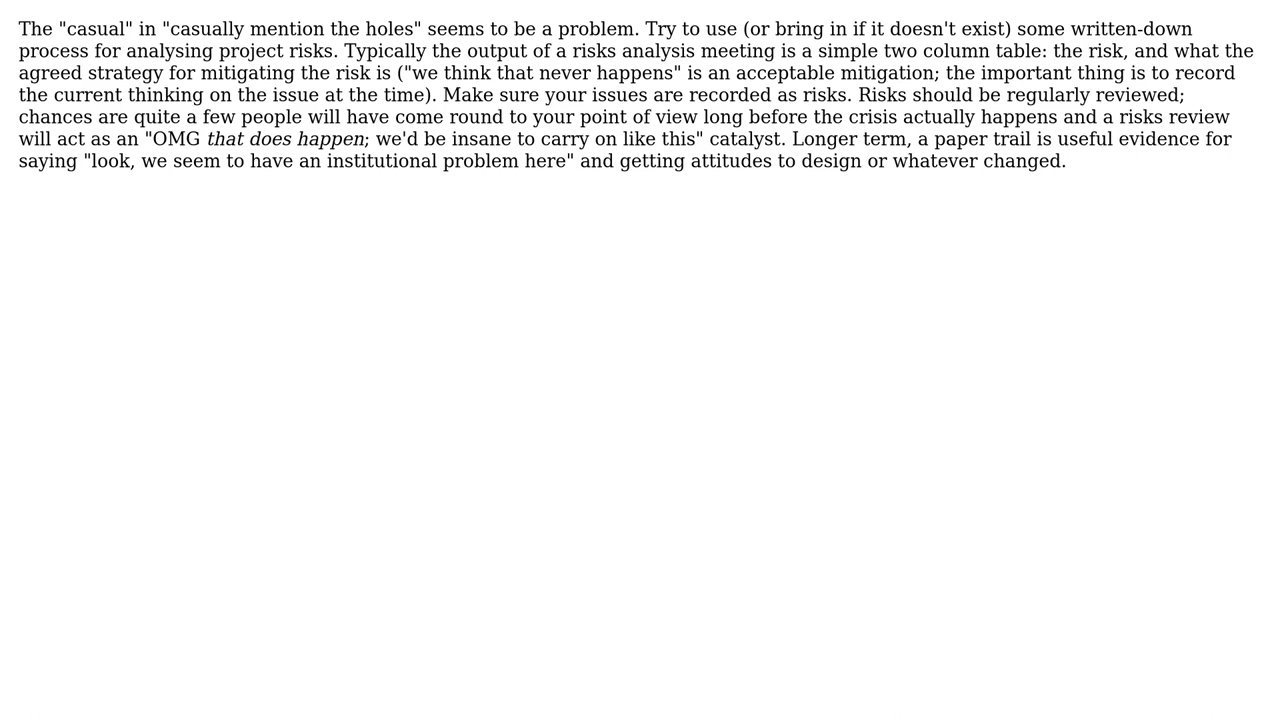 The "casual" in "casually mention the holes" seems to be a problem. Try to use (or bring in if it doesn't exist) some written-down
process for analysing project risks. Typically the output of a risks analysis meeting is a simple two column table: the risk, and what the
agreed strategy for mitigating the risk is ("we think that never happens" is an acceptable mitigation; the important thing is to record
the current thinking on the issue at the time). Make sure your issues are recorded as risks. Risks should be regularly reviewed;
chances are quite a few people will have come round to your point of view long before the crisis actually happens and a risks review
will act as an "OMG that does happen; we'd be insane to carry on like this" catalyst. Longer term, a paper trail is useful evidence for
saying "look, we seem to have an institutional problem here" and getting attitudes to design or whatever changed.